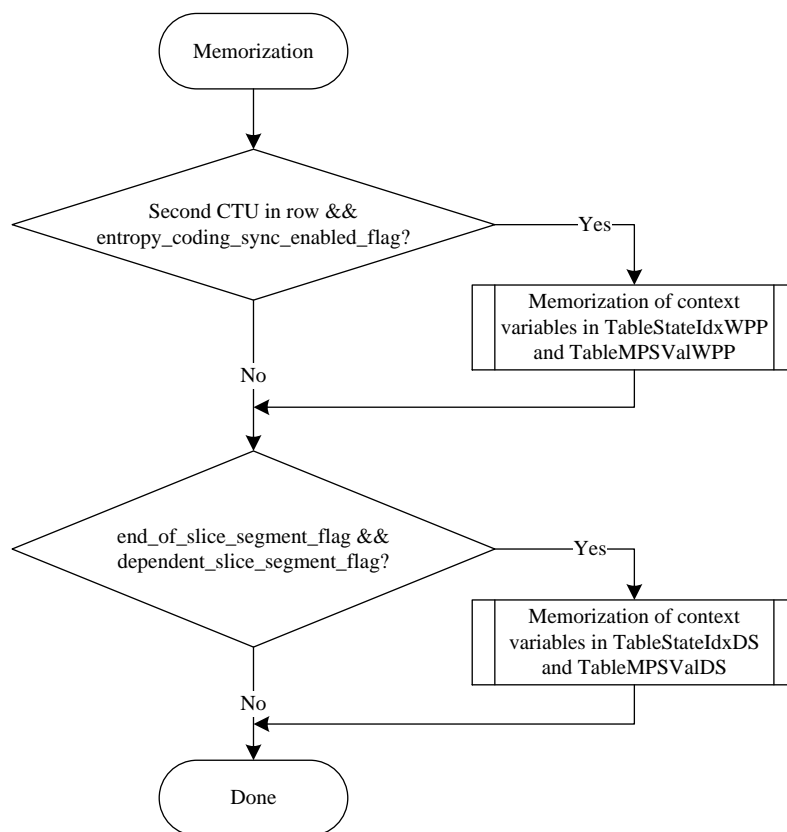 Memorization
Second CTU in row &&
entropy_coding_sync_enabled_flag?
Yes
Memorization of context
variables in TableStateIdxWPP
and TableMPSValWPP
No
end_of_slice_segment_flag &&
dependent_slice_segment_flag?
Yes
Memorization of context
variables in TableStateIdxDS
and TableMPSValDS
No
Done